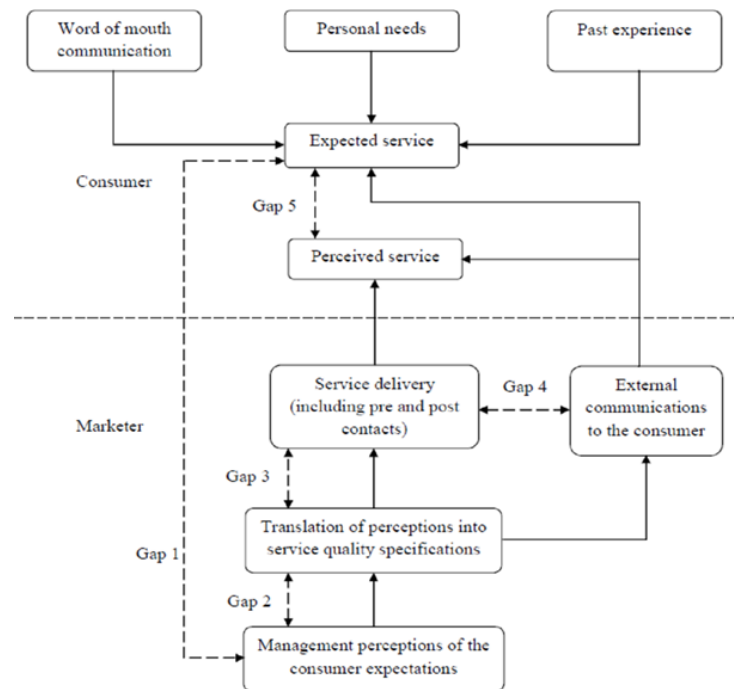 Word of mouth
communication
Personal needs
Past experience
Expected service
Consumer
Gap 5
Perceived service
Service delivery
(including pre and post
contacts)
Gap 4
External
communications
to the consumer
Marketer
Gap 3
Translation of perceptions into
service quality specifications
Gap 1
Gap 2
Management perceptions of the
consumer expectations